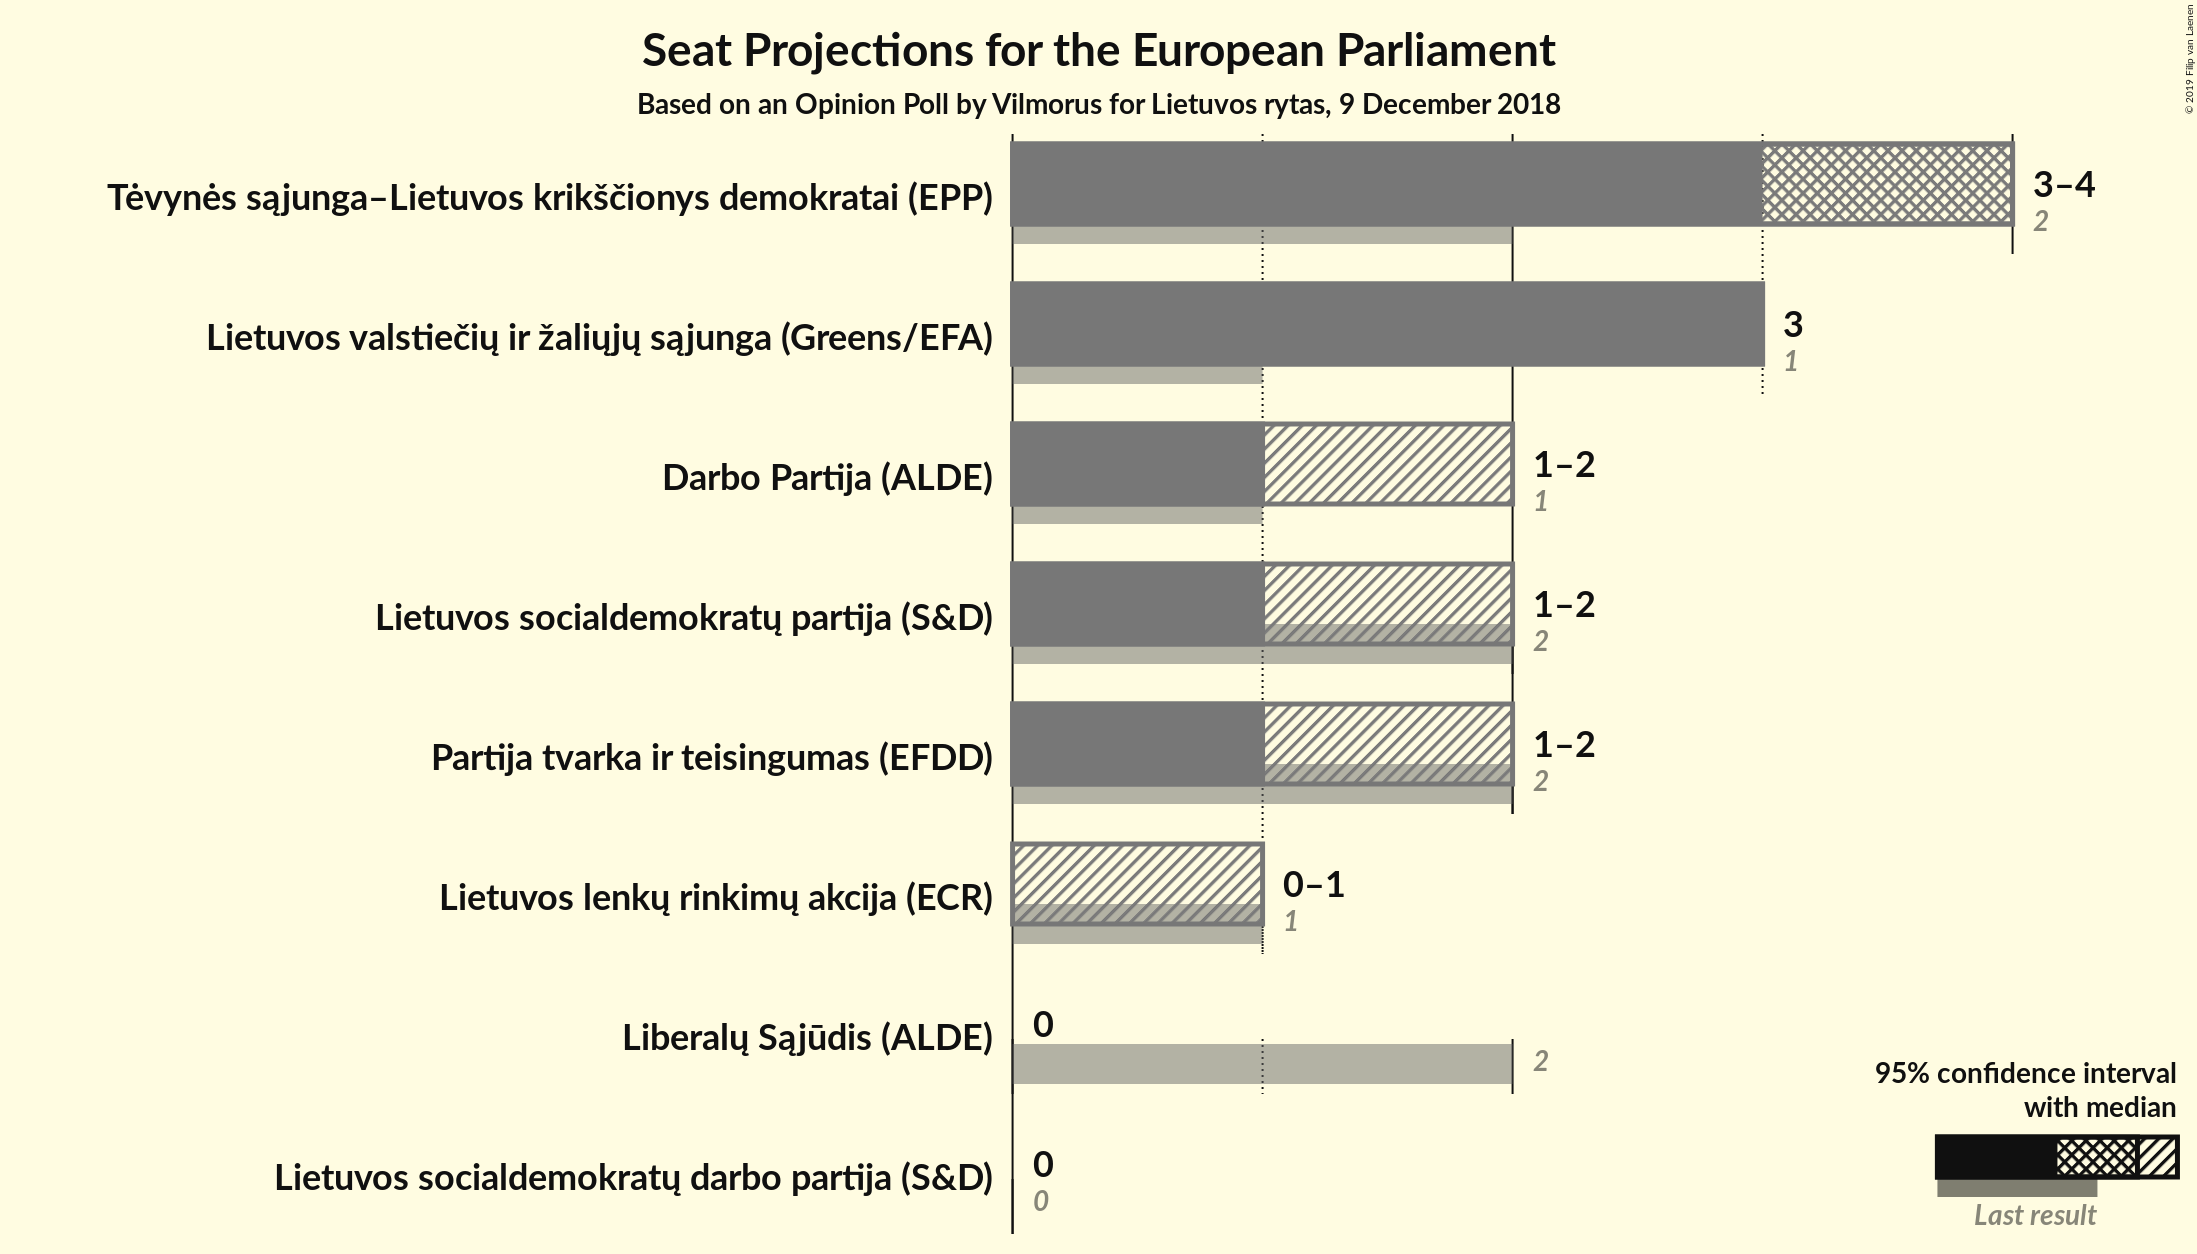 Seat Projections for the European Parliament
Based on an Opinion Poll by Vilmorus for Lietuvos rytas, 9 December 2018
© 2019 Filip van Laenen
Tėvynės sąjunga–Lietuvos krikščionys demokratai (EPP)
3–4
2
Lietuvos valstiečių ir žaliųjų sąjunga (Greens/EFA)
3
1
Darbo Partija (ALDE)
1–2
1
Lietuvos socialdemokratų partija (S&D)
1–2
2
Partija tvarka ir teisingumas (EFDD)
1–2
2
Lietuvos lenkų rinkimų akcija (ECR)
0–1
1
Liberalų Sąjūdis (ALDE)
0
2
Lietuvos socialdemokratų darbo partija (S&D)
0
0
95% confidence interval
with median
Last result